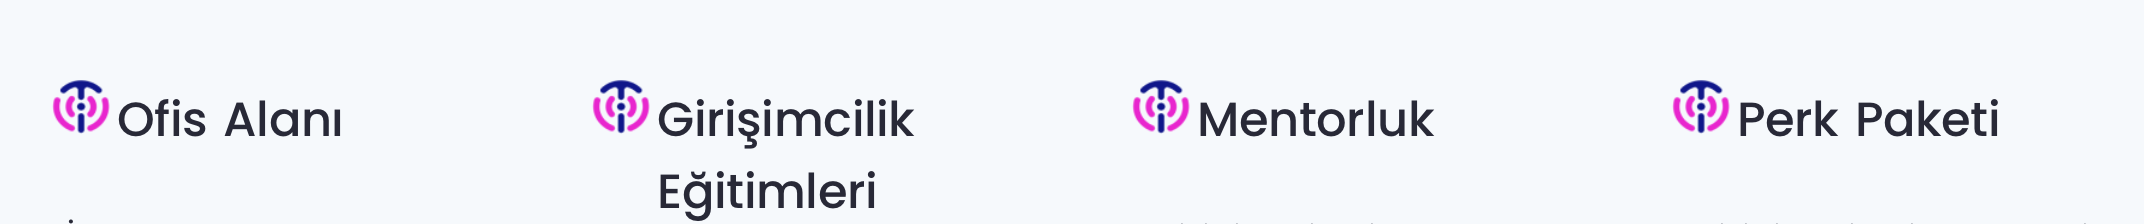 Ofis Alanı
Girişimcilik
Eğitimleri
Mentorluk
Perk Paketi